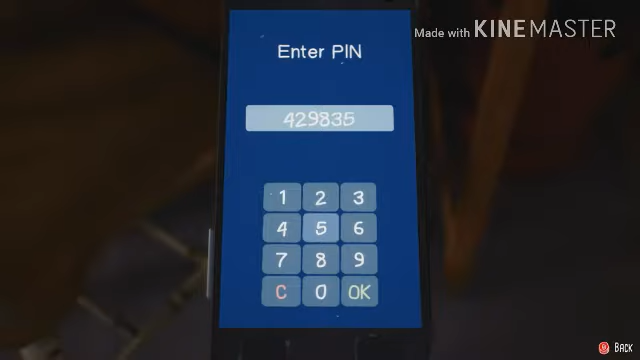 Made with KINEMASTER
Enter PIN
429835
1 2 3
4 5 6
7 8 9
C 0 OK
Back